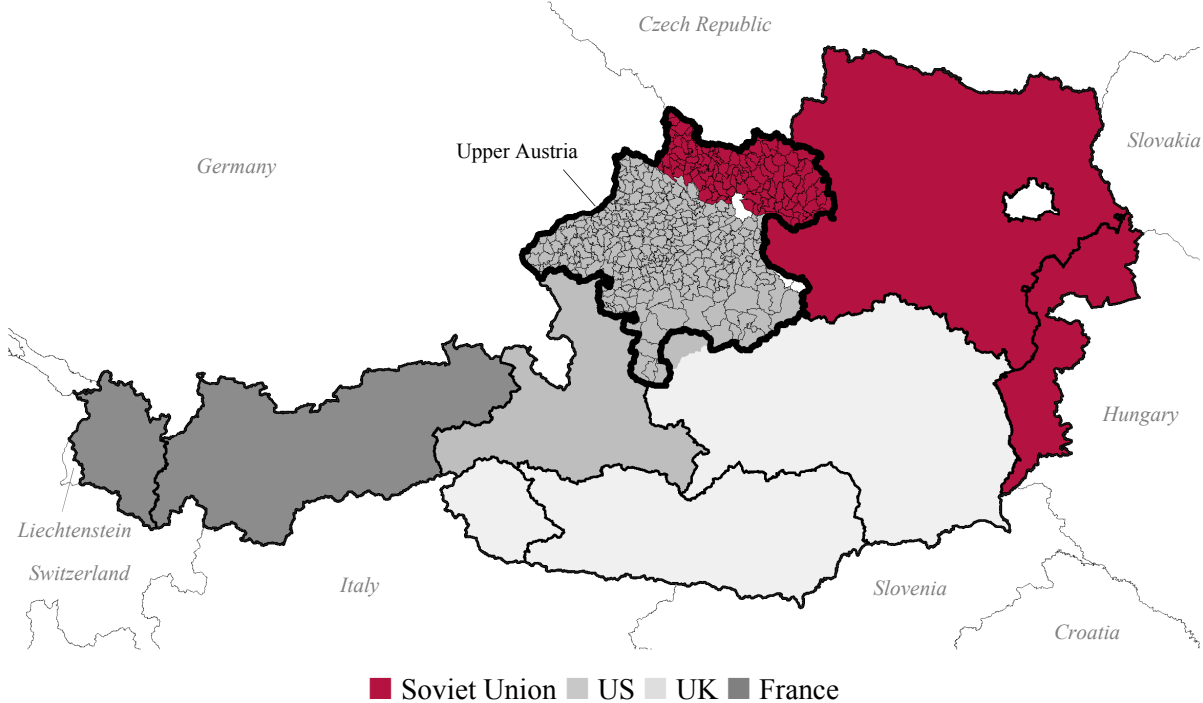 Czech Republic
Slovakia
Upper Austria
Germany
Hungary
Liechtenstein
Switzerland
Italy
Slovenia
Croatia
Soviet Union US UK France